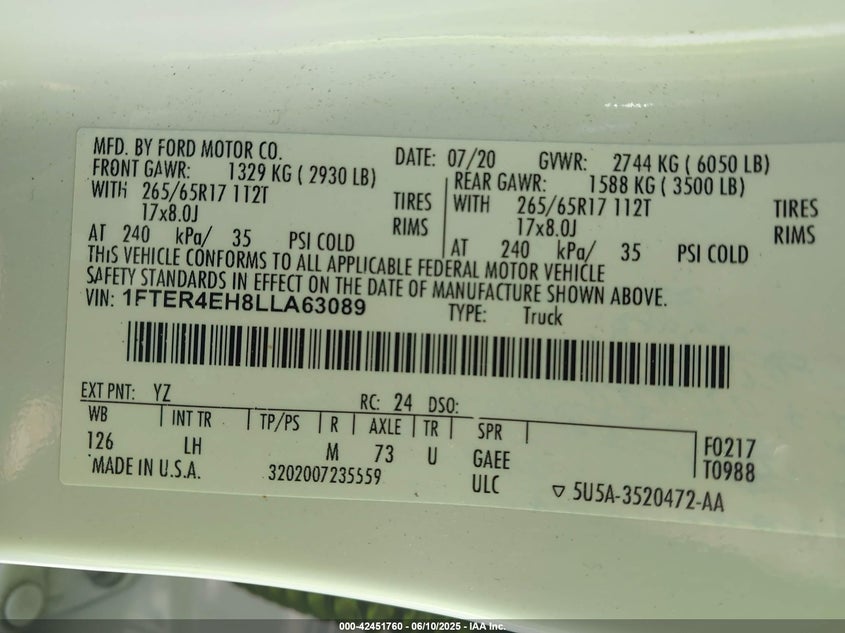 MFD. BY FORD MOTOR CO. DATE: 07/20 GVWR: 2744 KG ( 6050 LB)
FRONT GAWR: 1329 KG ( 2930 LB) REAR GAWR: 1588 KG ( 3500 LB)
WITH 265/65R17 112T TIRES WITH 265/65R17 112T TIRES
17x8.0J RIMS 17x8.0J RIMS
AT 240 kPa/ 35 PSI COLD AT 240 kPa/ 35 PSI COLD
THIS VEHICLE CONFORMS TO ALL APPLICABLE FEDERAL MOTOR VEHICLE
SAFETY STANDARDS IN EFFECT ON THE DATE OF MANUFACTURE SHOWN ABOVE.
VIN: 1FTER4EH8LLA63089 TYPE: Truck
EXT PNT: YZ RC: 24 DSO:
WB INT TR TP/PS R AXLE TR SPR F0217
126 LH M 73 U GAEE T0988
MADE IN U.S.A. 3202007235559 ULC ▽ 5U5A-3520472-AA
000-42451760 - 06/10/2025 - IAA Inc.